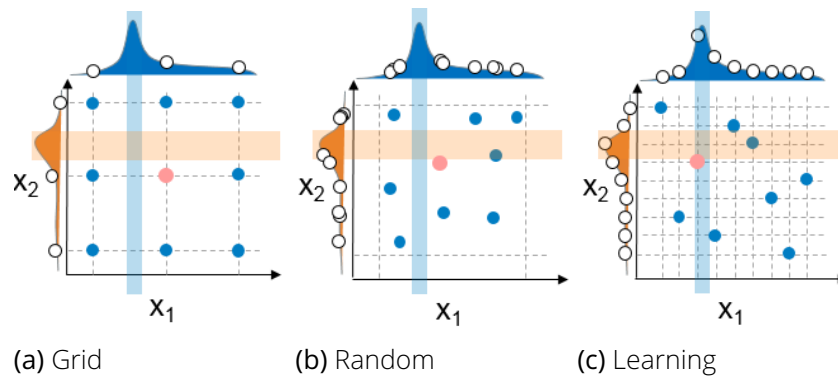 x₂ x₂ x₂
x₁ x₁ x₁
(a) Grid (b) Random (c) Learning